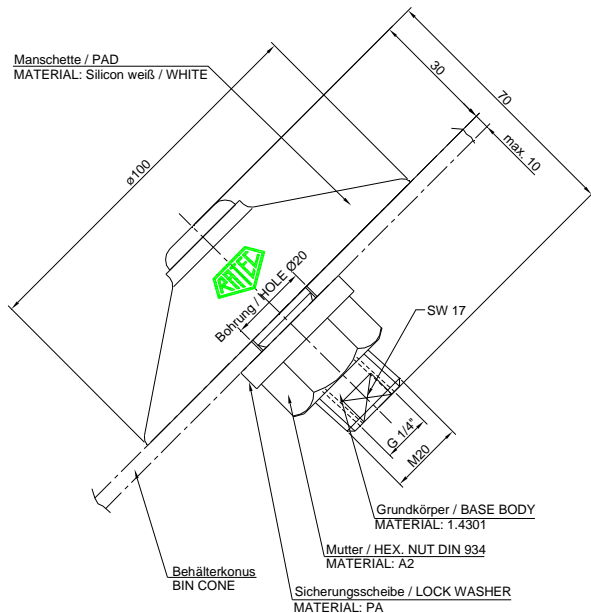 Manschette / PAD
MATERIAL: Silicon weiß / WHITE
30
70
max. 10
ø100
RATEC
Bohrung / HOLE Ø20
SW 17
G 1/4"
M20
Grundkörper / BASE BODY
MATERIAL: 1.4301
Mutter / HEX. NUT DIN 934
MATERIAL: A2
Behälterkonus
BIN CONE
Sicherungsscheibe / LOCK WASHER
MATERIAL: PA